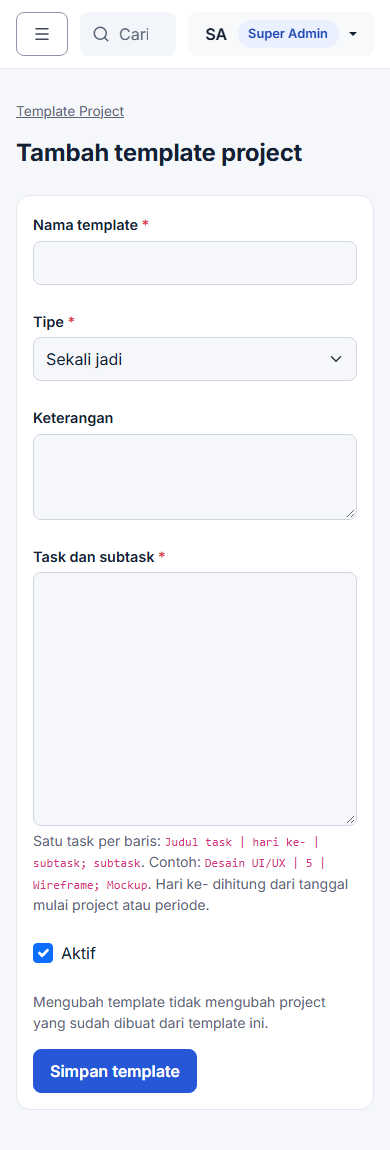 Cari
SA Super Admin
Template Project
Tambah template project
Nama template *
Tipe *
Sekali jadi
Keterangan
Task dan subtask *
Satu task per baris: Judul task | hari ke- |
subtask; subtask. Contoh: Desain UI/UX | 5 |
Wireframe; Mockup. Hari ke- dihitung dari tanggal
mulai project atau periode.
Aktif
Mengubah template tidak mengubah project
yang sudah dibuat dari template ini.
Simpan template